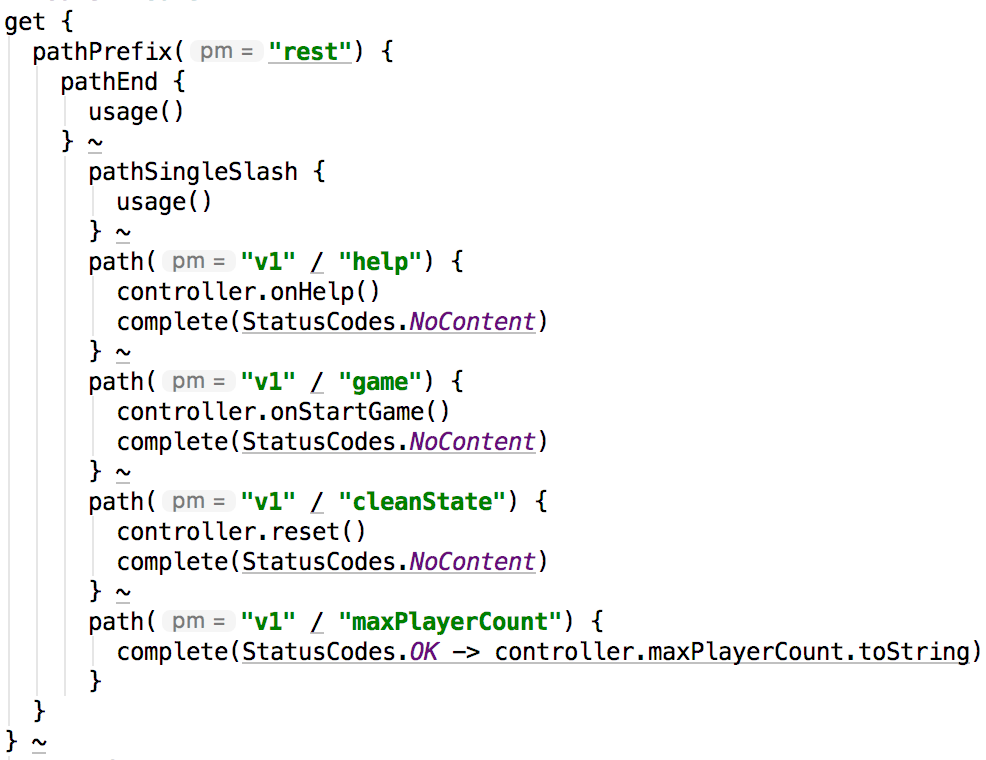 get {
pathPrefix( pm = "rest") {
pathEnd {
usage()
} ~
pathSingleSlash {
usage()
} ~
path( pm = "v1" / "help") {
controller.onHelp()
complete(StatusCodes.NoContent)
} ~
path( pm = "v1" / "game") {
controller.onStartGame()
complete(StatusCodes.NoContent)
} ~
path( pm = "v1" / "cleanState") {
controller.reset()
complete(StatusCodes.NoContent)
} ~
path( pm = "v1" / "maxPlayerCount") {
complete(StatusCodes.OK -> controller.maxPlayerCount.toString)
}
}
} ~